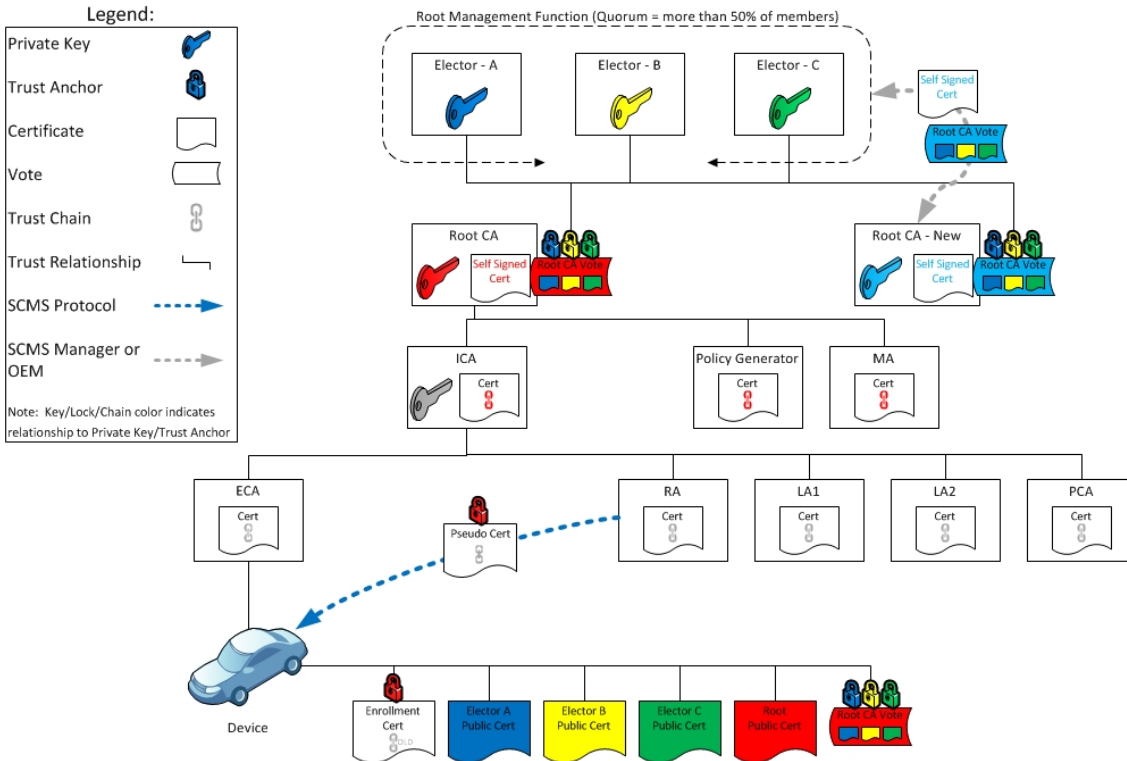 Legend:
Private Key
Trust Anchor
Certificate
Vote
Trust Chain
Trust Relationship
SCMS Protocol
SCMS Manager or
OEM
Note: Key/Lock/Chain color indicates
relationship to Private Key/Trust Anchor
Root Management Function (Quorum = more than 50% of members)
Elector - A
Elector - B
Elector - C
Self Signed
Cert
Root CA Vote
Root CA
Self Signed
Cert
Root CA Vote
Root CA - New
Self Signed
Cert
Root CA Vote
ICA
Cert
Policy Generator
Cert
MA
Cert
ECA
Cert
Pseudo Cert
RA
Cert
LA1
Cert
LA2
Cert
PCA
Cert
Device
Enrollment
Cert
OLD
Elector A
Public Cert
Elector B
Public Cert
Elector C
Public Cert
Root
Public Cert
Root CA Vote